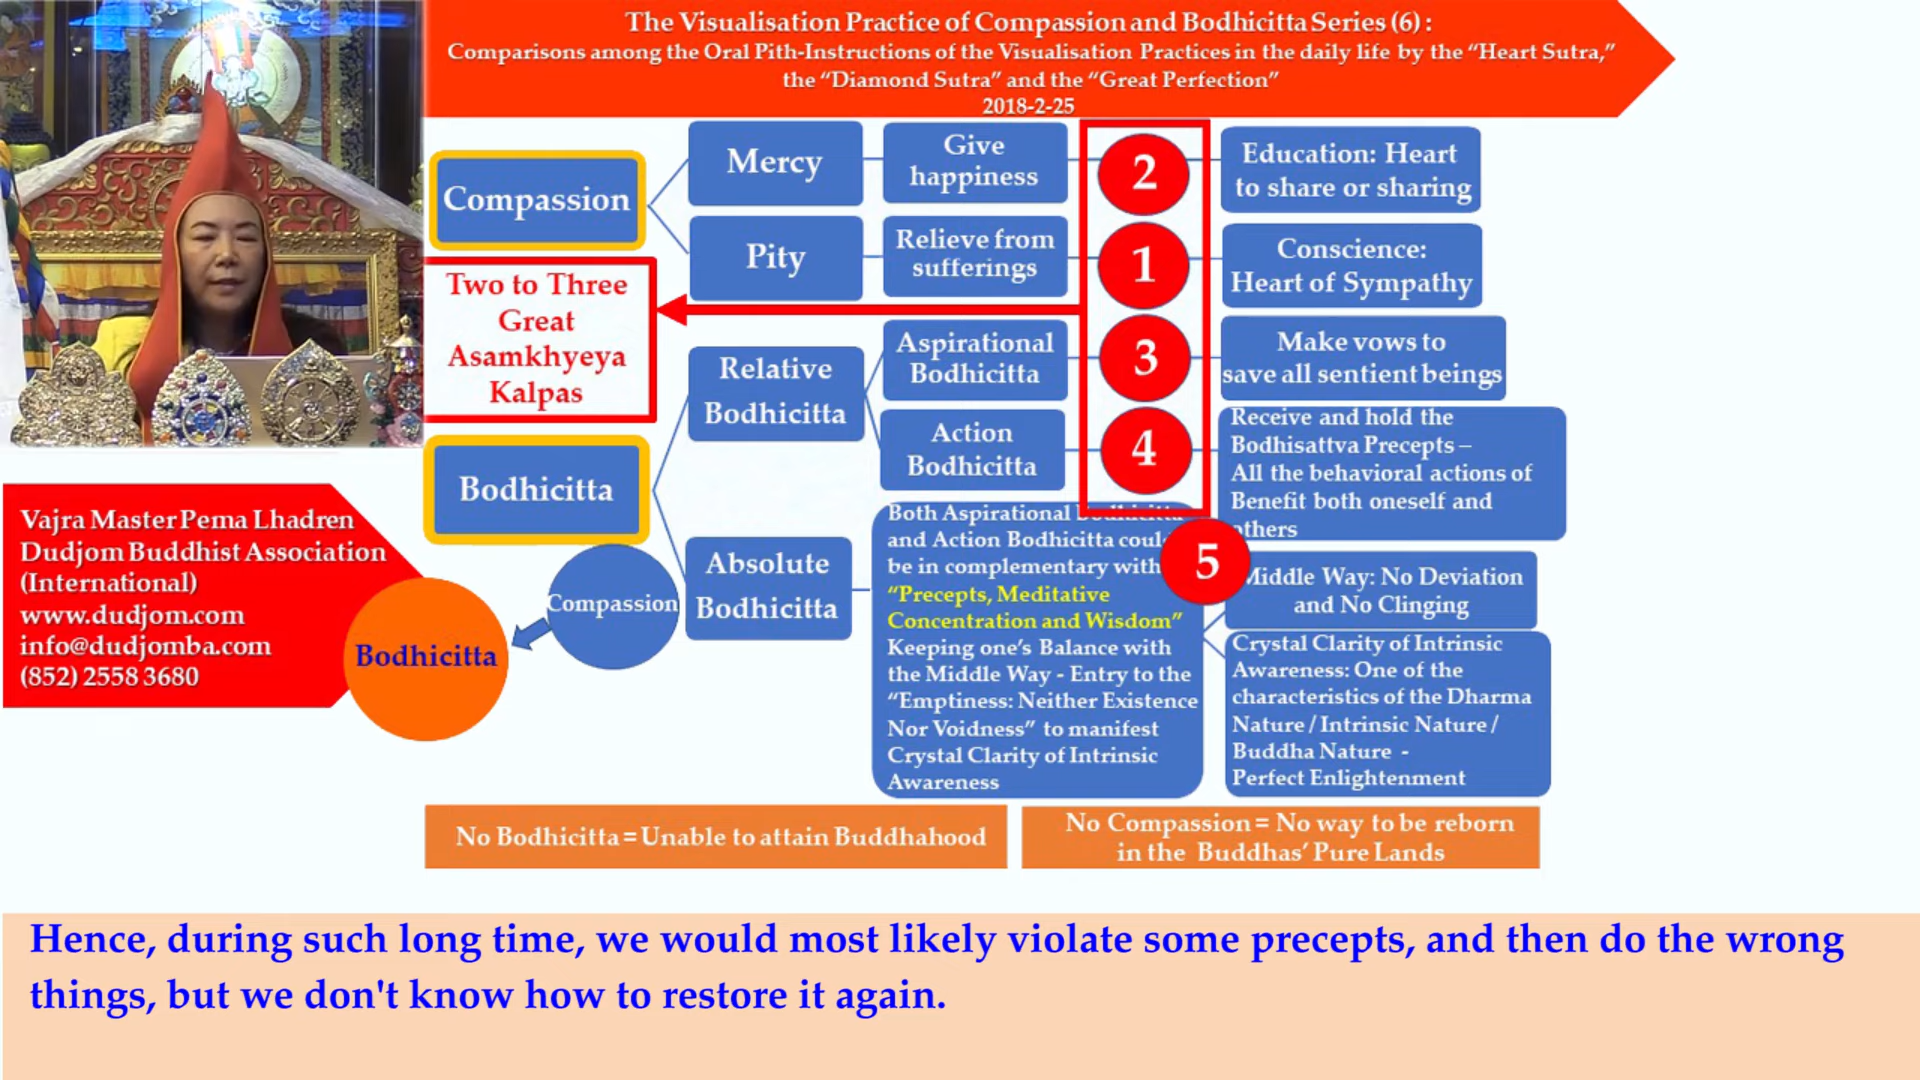 The Visualisation Practice of Compassion and Bodhicitta Series (6) :
Comparisons among the Oral Pith-Instructions of the Visualisation Practices in the daily life by the “Heart Sutra,”
the “Diamond Sutra” and the “Great Perfection”
2018-2-25
Compassion
Mercy
Give
happiness
2
Education: Heart
to share or sharing
Pity
Relieve from
sufferings
1
Conscience:
Heart of Sympathy
Two to Three
Great
Asamkhyeya
Kalpas
Bodhicitta
Relative
Bodhicitta
Aspirational
Bodhicitta
3
Make vows to
save all sentient beings
Action
Bodhicitta
4
Receive and hold the
Bodhisattva Precepts –
All the behavioral actions of
Benefit both oneself and
others
Absolute
Bodhicitta
Both Aspirational Bodhicitta
and Action Bodhicitta could
be in complementary with
“Precepts, Meditative
Concentration and Wisdom”
Keeping one’s Balance with
the Middle Way - Entry to the
“Emptiness: Neither Existence
Nor Voidness” to manifest
Crystal Clarity of Intrinsic
Awareness
5
Middle Way: No Deviation
and No Clinging
Crystal Clarity of Intrinsic
Awareness: One of the
characteristics of the Dharma
Nature / Intrinsic Nature /
Buddha Nature -
Perfect Enlightenment
Vajra Master Pema Lhadren
Dudjom Buddhist Association
(International)
www.dudjom.com
info@dudjomba.com
(852) 2558 3680
Compassion
Bodhicitta
No Bodhicitta = Unable to attain Buddhahood
No Compassion = No way to be reborn
in the Buddhas’ Pure Lands
Hence, during such long time, we would most likely violate some precepts, and then do the wrong
things, but we don't know how to restore it again.